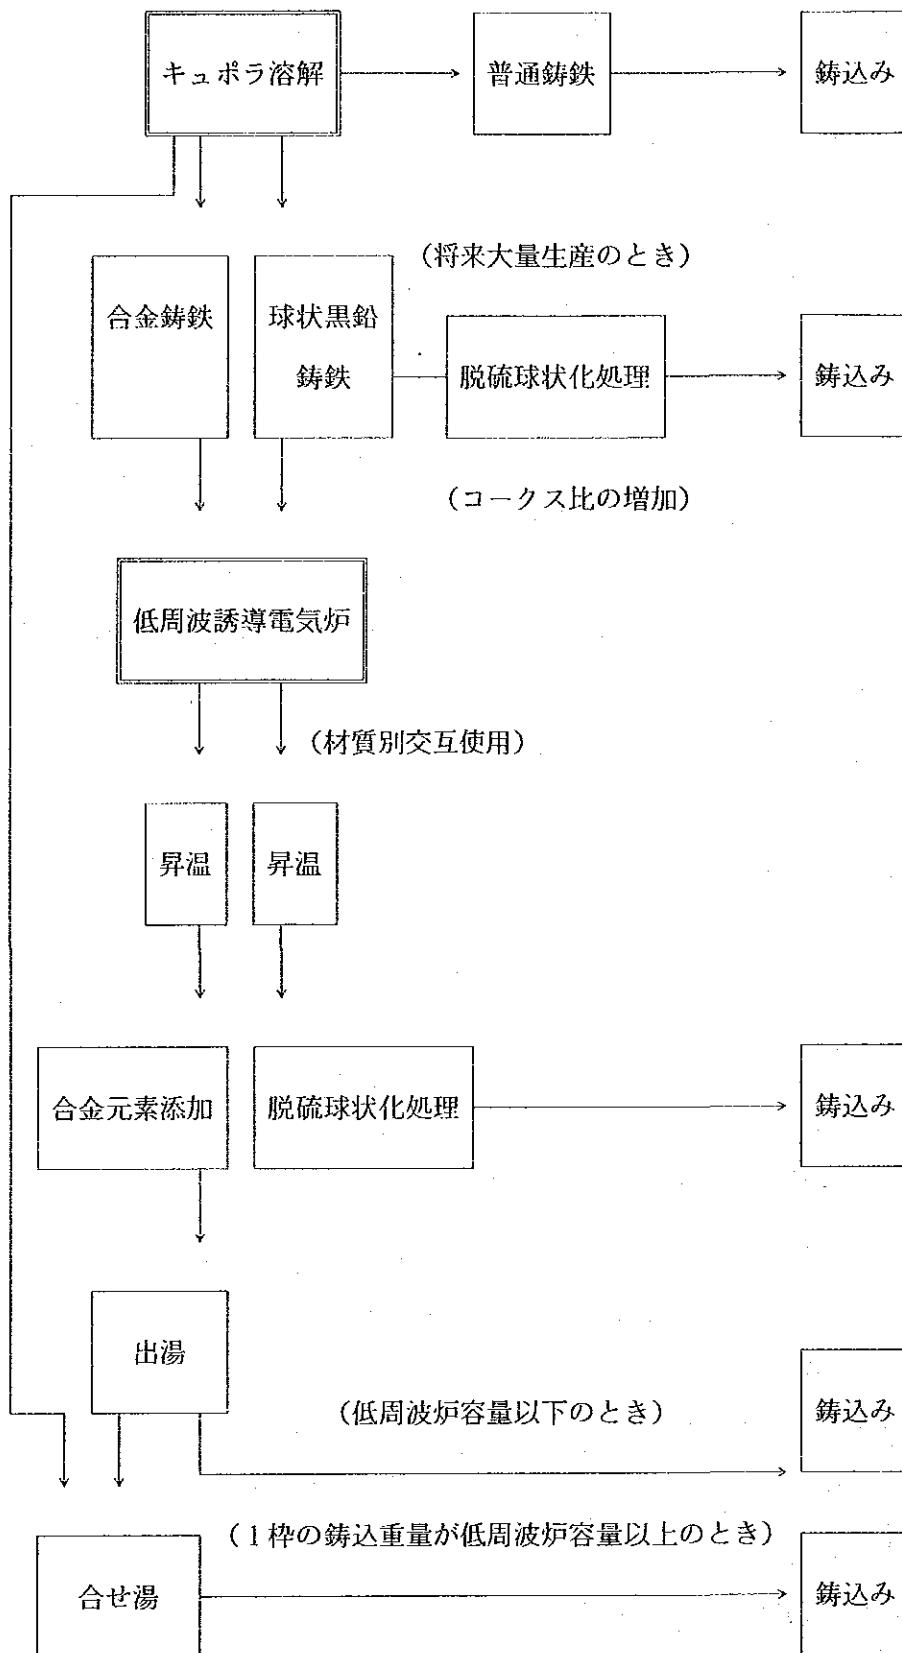 キュポラ溶解
普通鋳鉄
鋳込み
(将来大量生産のとき)
合金鋳鉄
球状黒鉛
鋳鉄
脱硫球状化処理
鋳込み
(コークス比の増加)
低周波誘導電気炉
(材質別交互使用)
昇温
昇温
合金元素添加
脱硫球状化処理
鋳込み
出湯
(低周波炉容量以下のとき)
鋳込み
(1枠の鋳込重量が低周波炉容量以上のとき)
合せ湯
鋳込み